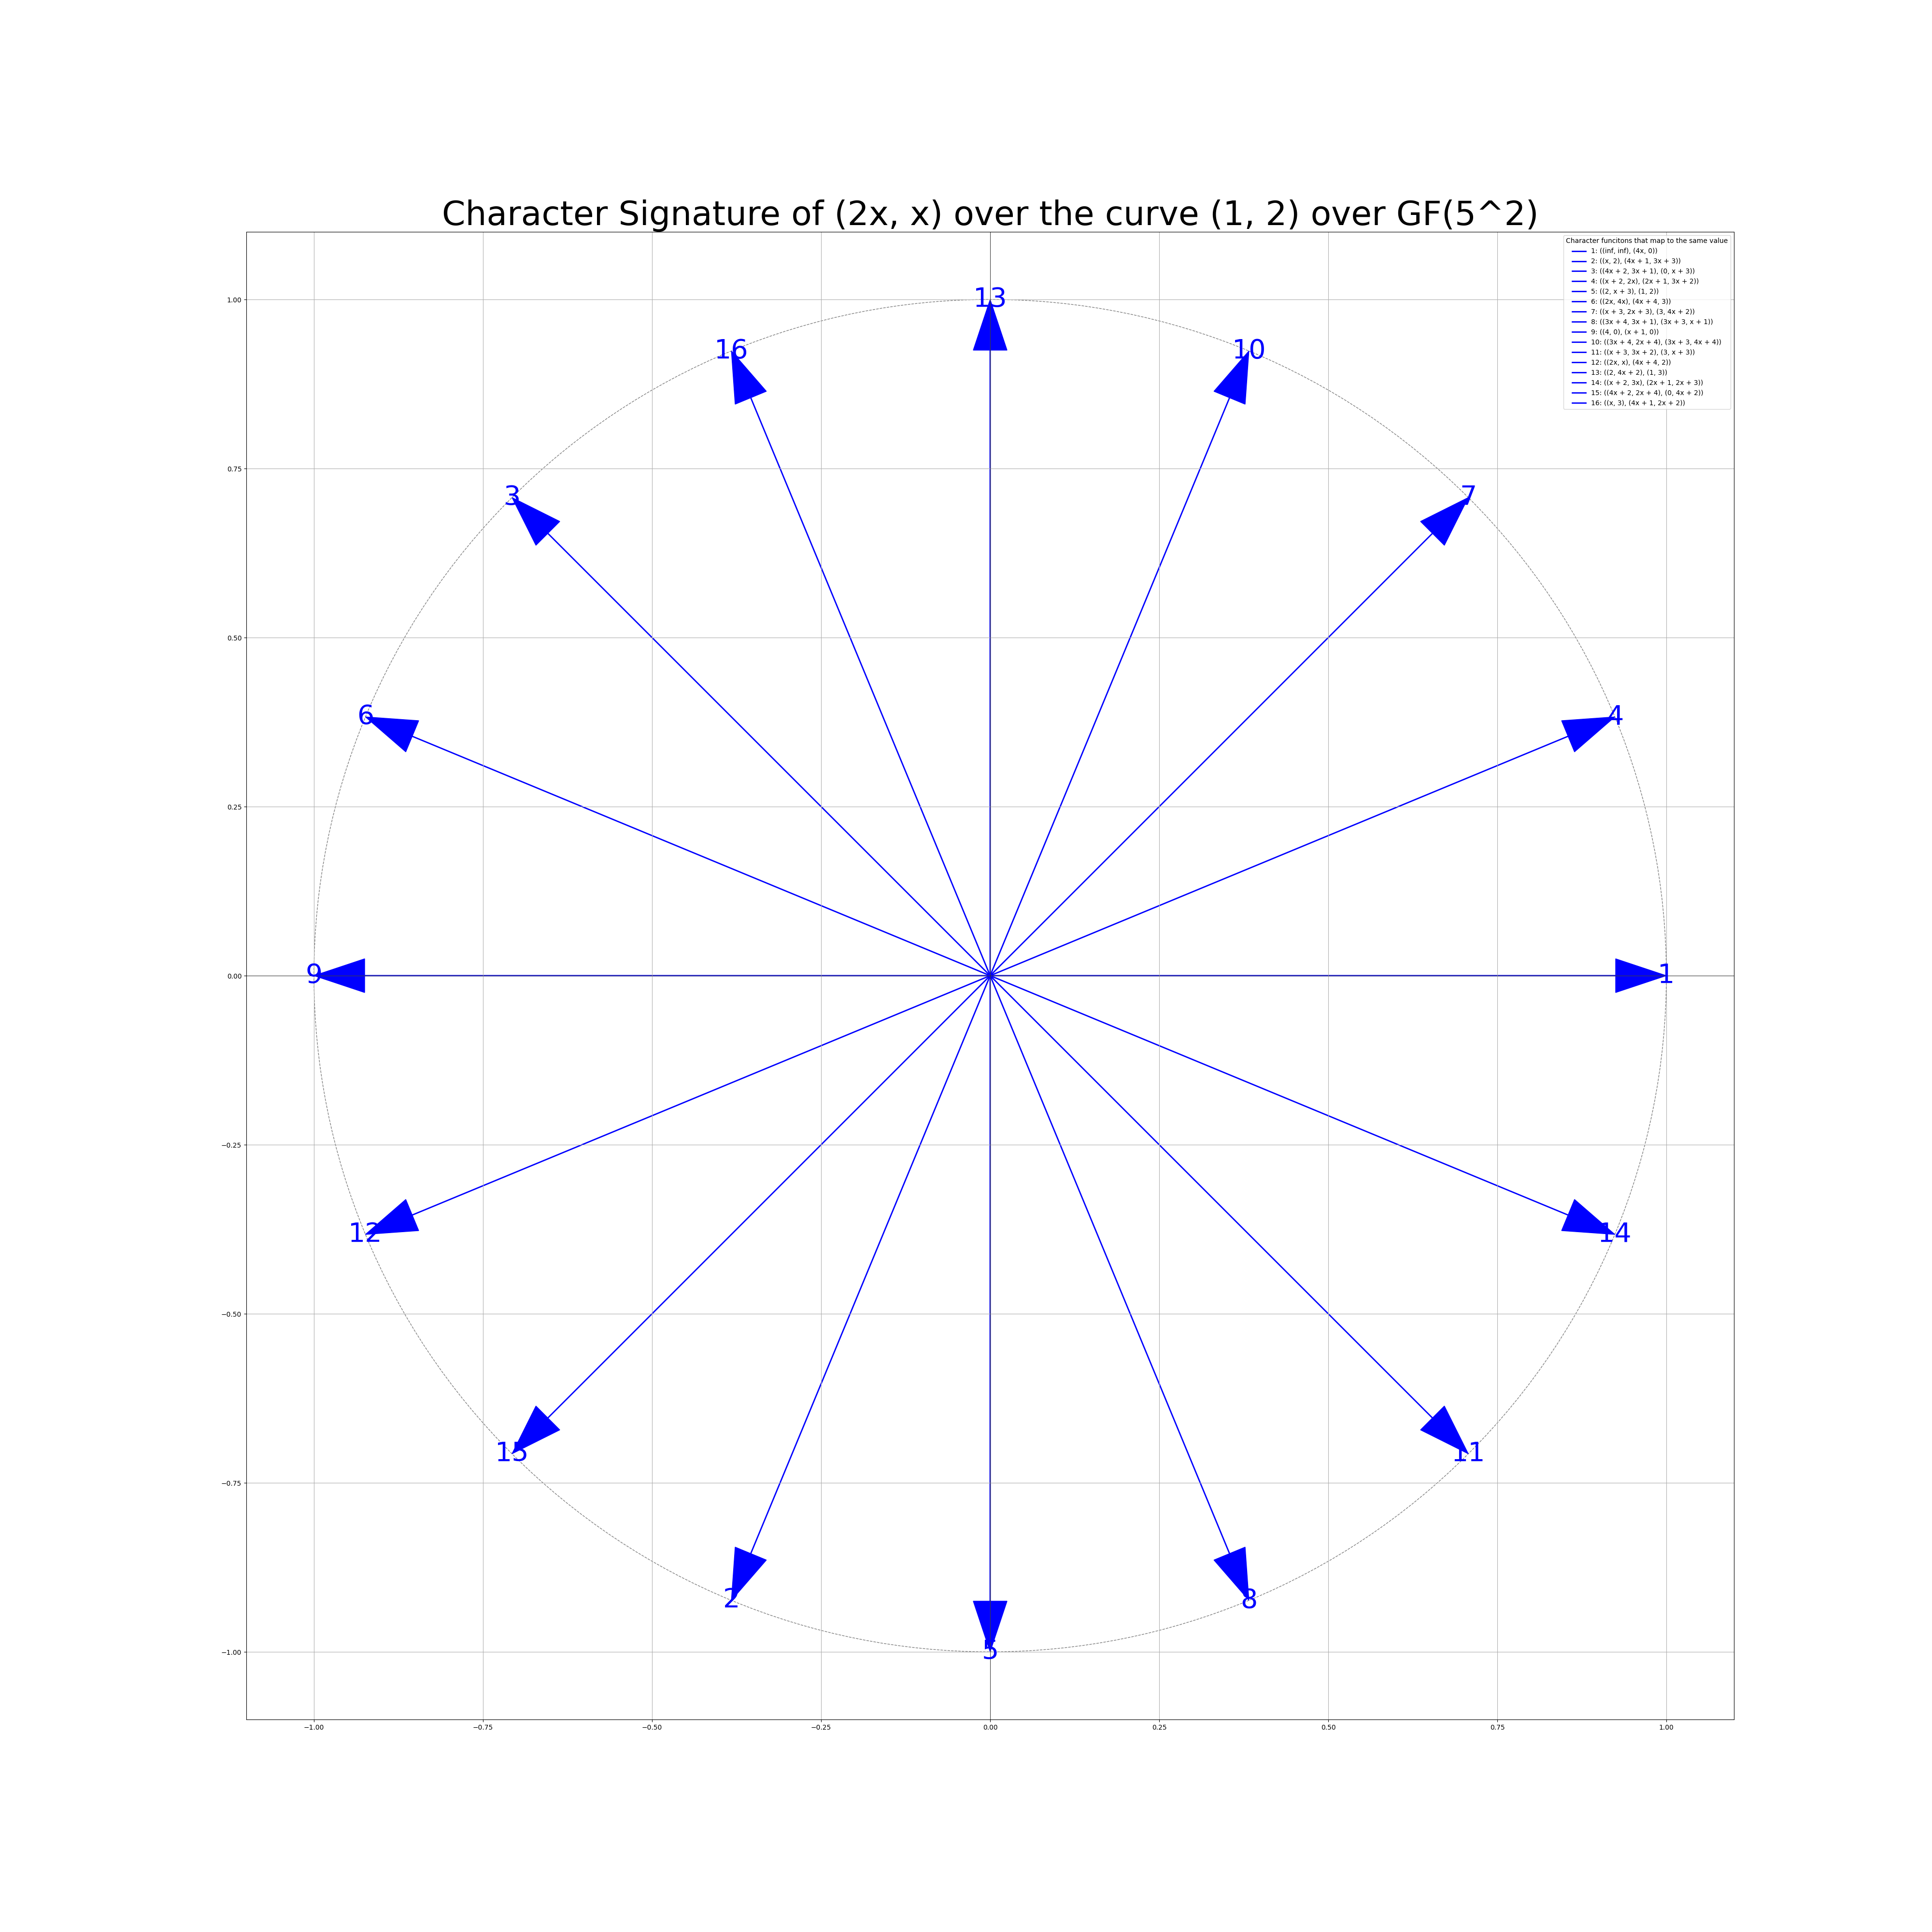 Character Signature of (2x, x) over the curve (1, 2) over GF(5^2)
Character funcitons that map to the same value
1: ((inf, inf), (4x, 0))
2: ((x, 2), (4x + 1, 3x + 3))
3: ((4x + 2, 3x + 1), (0, x + 3))
4: ((x + 2, 2x), (2x + 1, 3x + 2))
5: ((2, x + 3), (1, 2))
6: ((2x, 4x), (4x + 4, 3))
7: ((x + 3, 2x + 3), (3, 4x + 2))
8: ((3x + 4, 3x + 1), (3x + 3, x + 1))
9: ((4, 0), (x + 1, 0))
10: ((3x + 4, 2x + 4), (3x + 3, 4x + 4))
11: ((x + 3, 3x + 2), (3, x + 3))
12: ((2x, x), (4x + 4, 2))
13: ((2, 4x + 2), (1, 3))
14: ((x + 2, 3x), (2x + 1, 2x + 3))
15: ((4x + 2, 2x + 4), (0, 4x + 2))
16: ((x, 3), (4x + 1, 2x + 2))
13
16
10
3
7
6
4
9
1
12
14
15
11
2
8
5
1.00
0.75
0.50
0.25
0.00
−0.25
−0.50
−0.75
−1.00
−1.00 −0.75 −0.50 −0.25 0.00 0.25 0.50 0.75 1.00